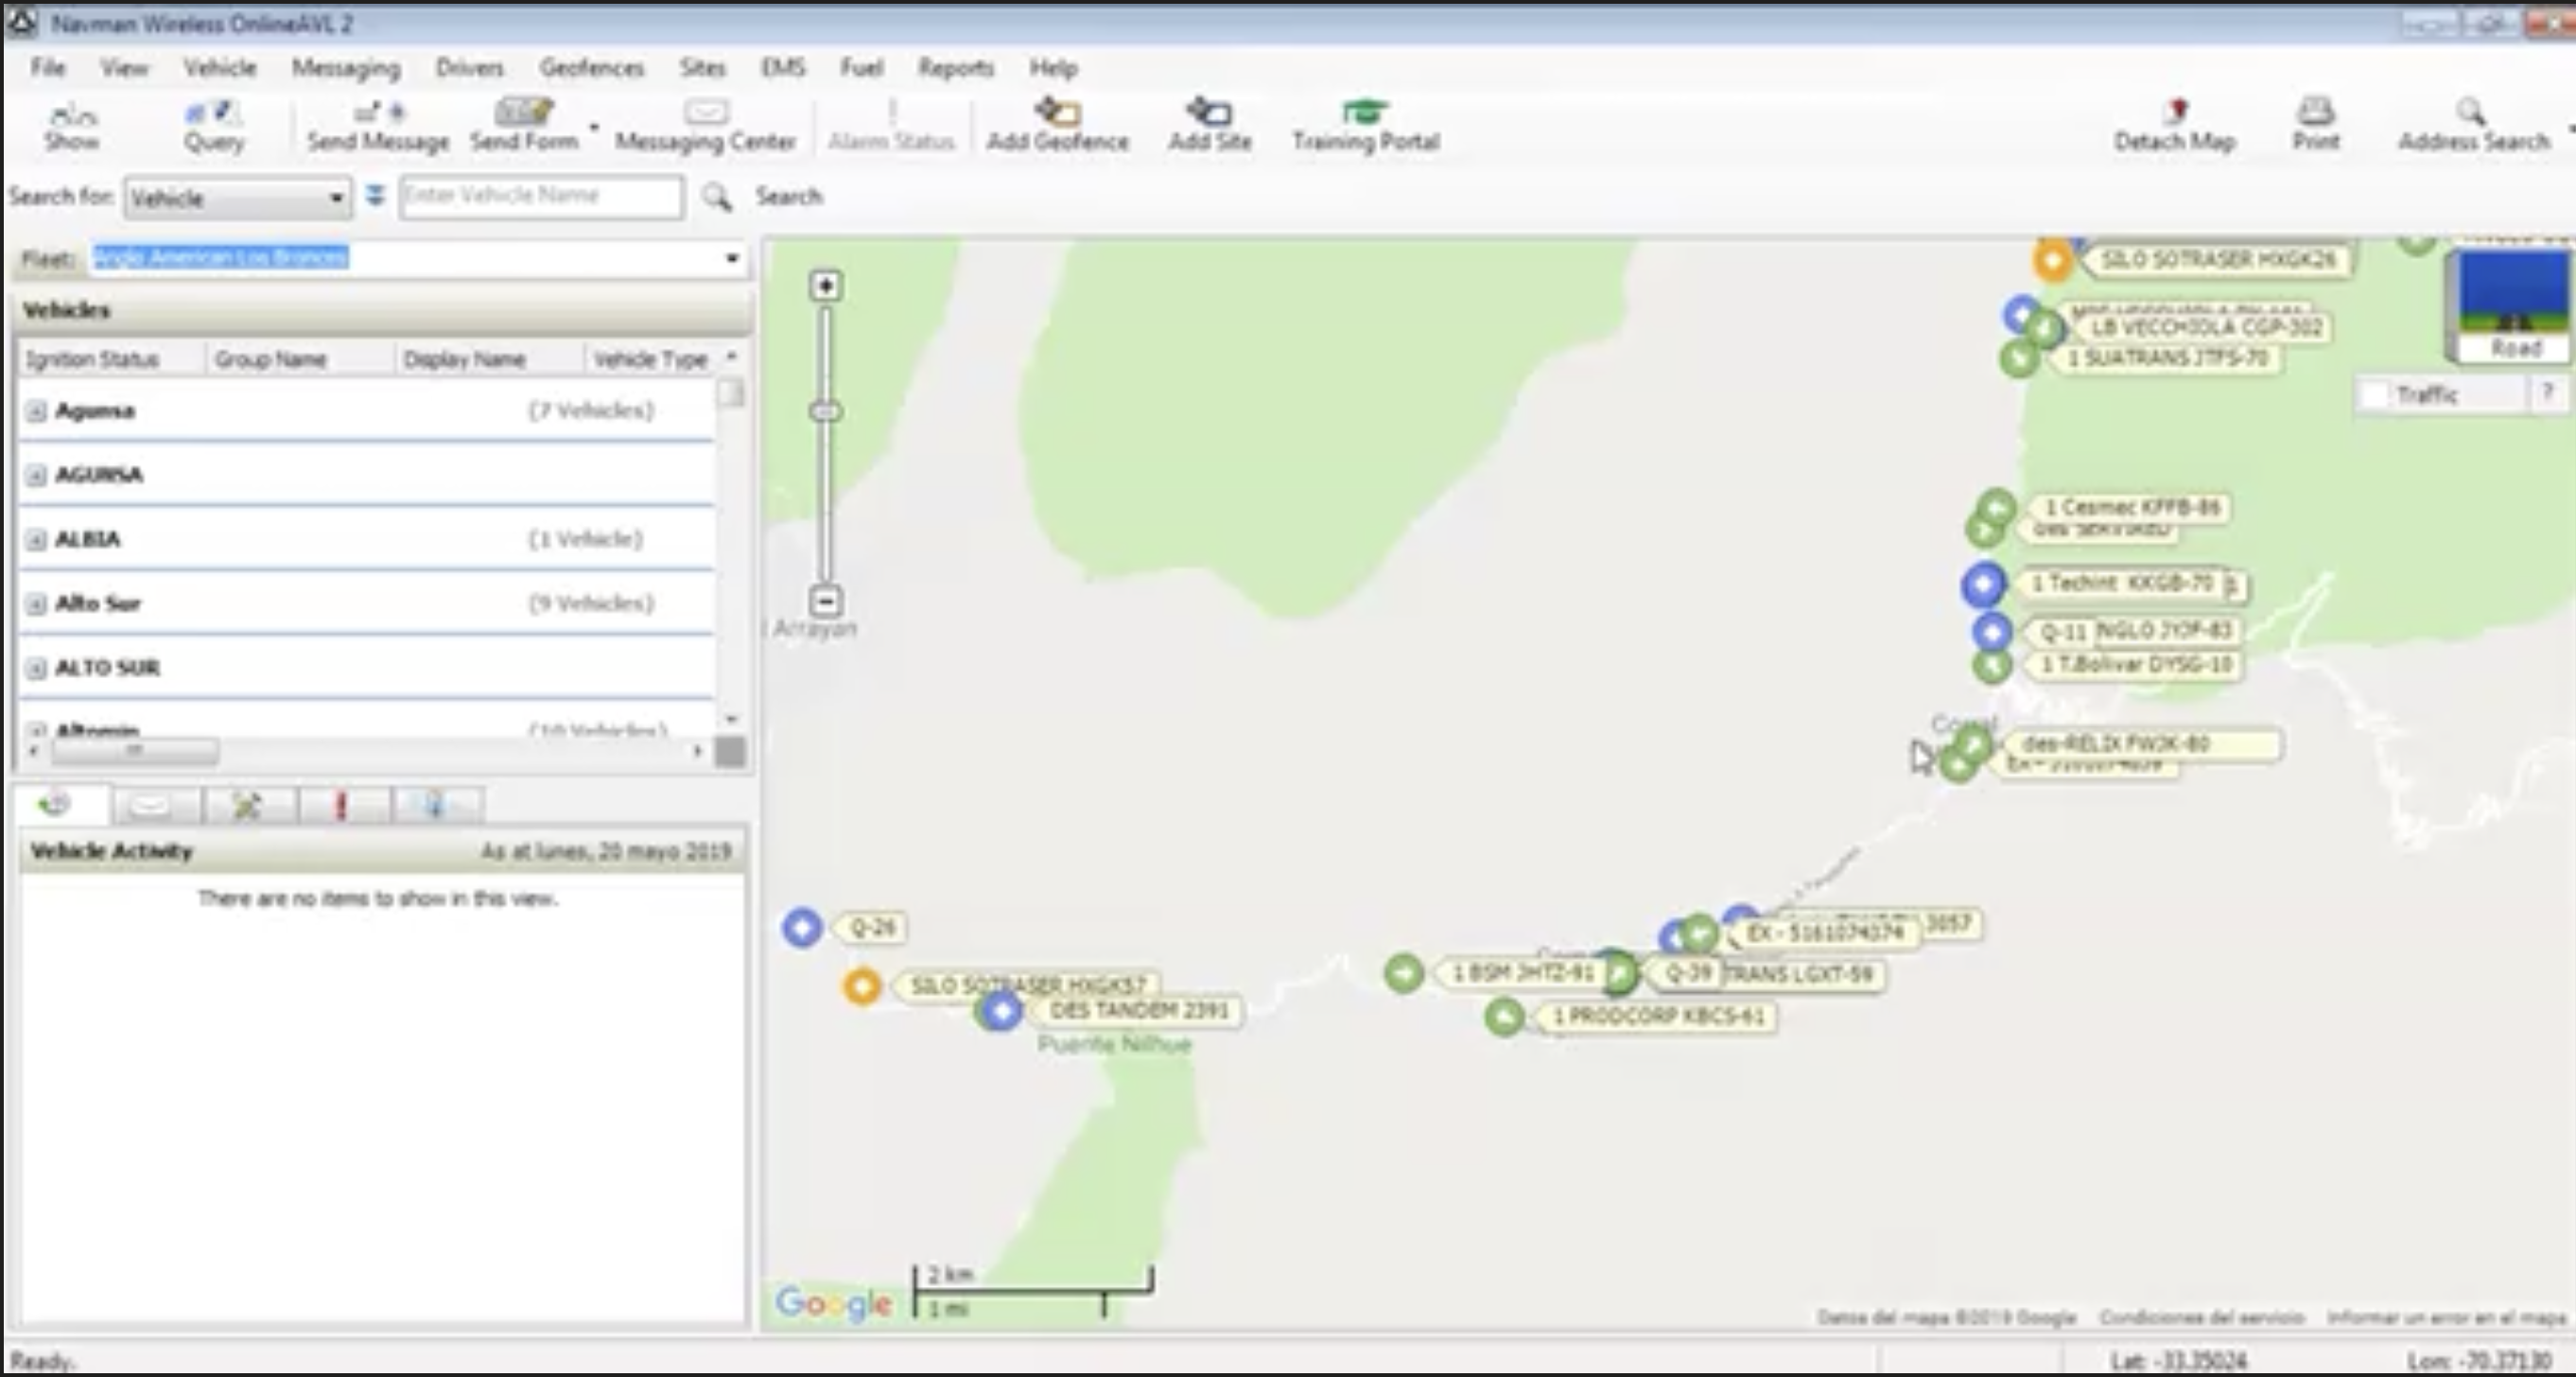 Navman Wireless OnlineAVL 2
File View Vehicle Messaging Drivers Geofences Sites EMS Fuel Reports Help
Show Query Send Message Send Form Messaging Center Alarm Status Add Geofence Add Site Training Portal Detach Map Print Address Search
Search for: Vehicle Enter Vehicle Name Search
Fleet: Anglo American Los Bronces
Vehicles
Ignition Status Group Name Display Name Vehicle Type
Agunsa (7 Vehicles)
AGUNSA
ALBIA (1 Vehicle)
Alto Sur (9 Vehicles)
ALTO SUR
Altomin (10 Vehicles)
Vehicle Activity As at lunes, 20 mayo 2019
There are no items to show in this view.
SILO SOTRASER HXGK26
LB VECCHIOLA CGP-302
1 SUATRANS JTFS-70
Road
Traffic ?
1 Cesmec KFFB-86
des SERVIRED
1 Techint KKGB-70
Q-11 NGLO JYJP-83
1 T.Bolivar DYSG-10
Arrayan
Corral
des-RELIX FWJK-80
Q-26
EX - 5161074374 3057
SILO SOTRASER HXGK57
1 BSM JHTZ-91 Q-39 TRANS LGXT-59
DES TANDEM 2391
1 PRODCORP KBCS-61
Puente Nilhue
2 km
1 mi
Google
Datos del mapa ©2019 Google Condiciones del servicio Informar un error en el mapa
Ready. Lat: -33.35024 Lon: -70.37130